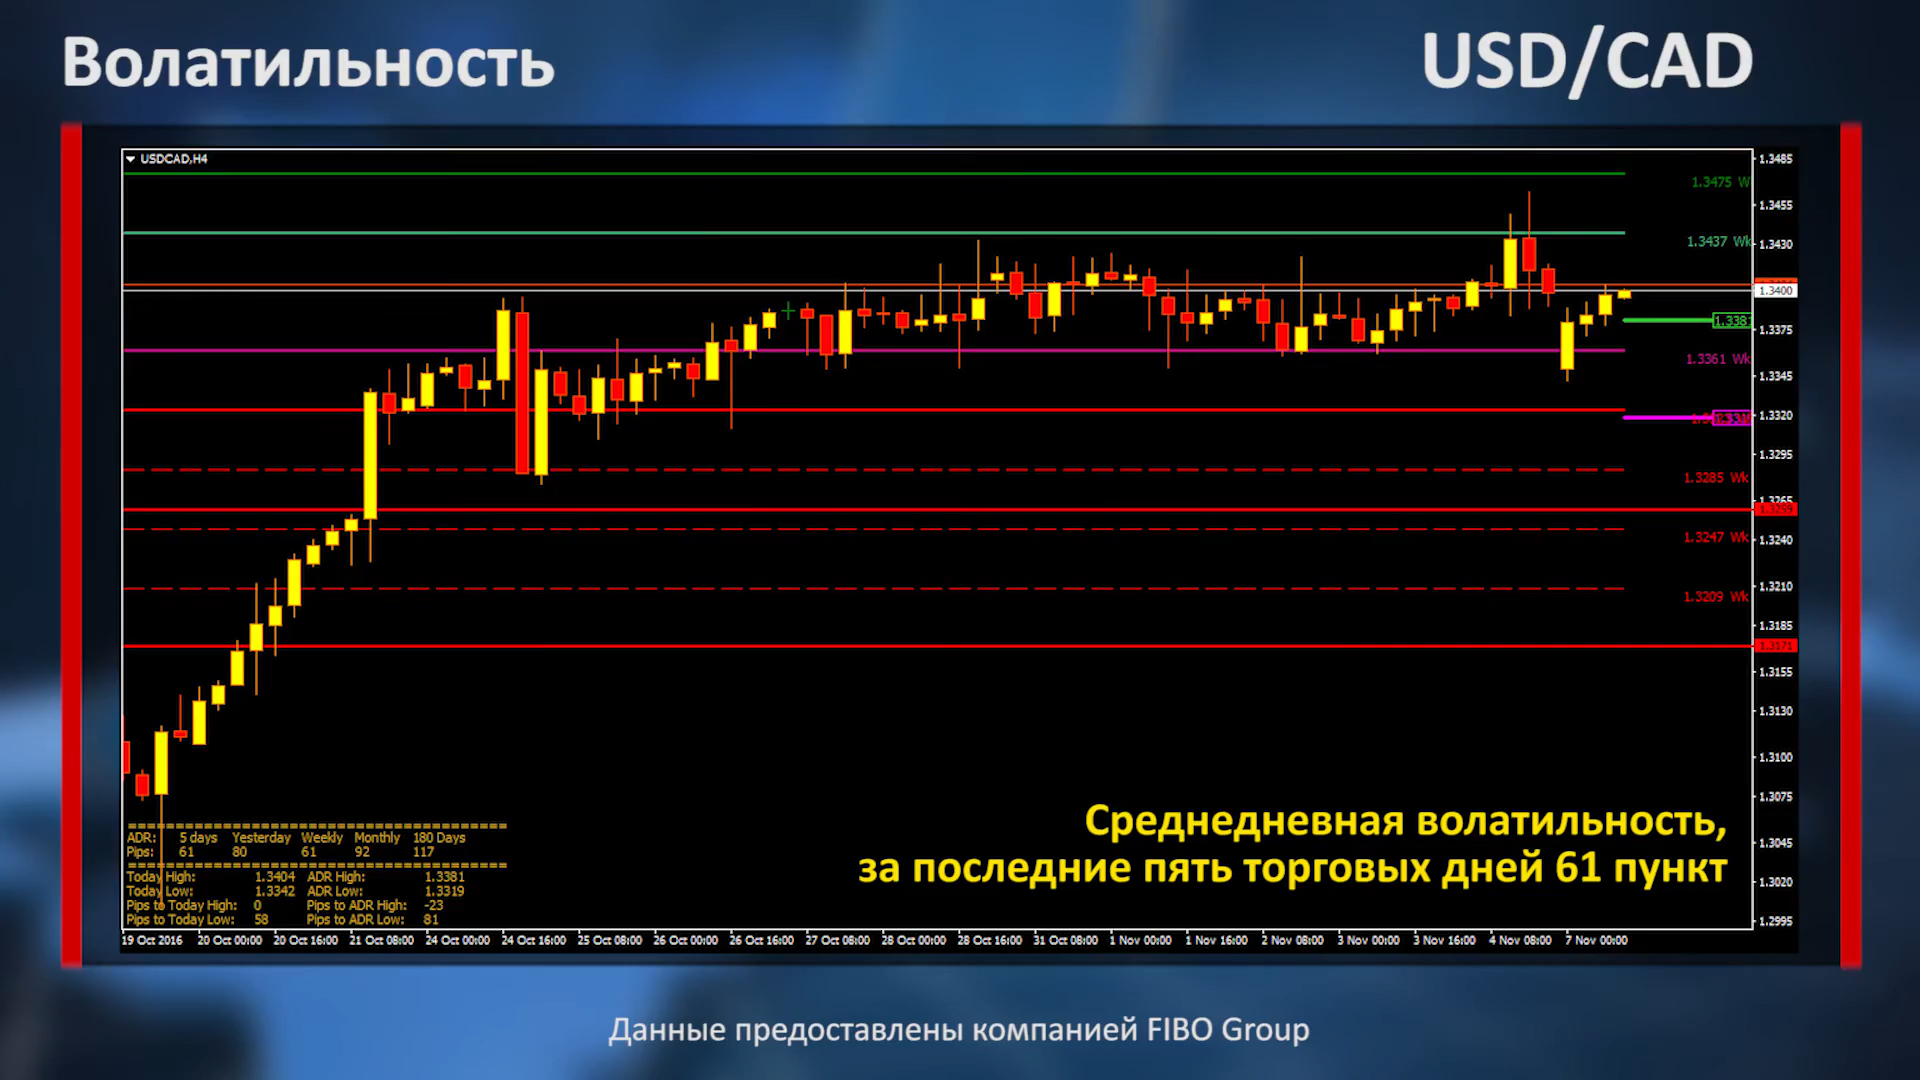 Волатильность
USD/CAD
USDCAD,H4
1.3485
1.3475 W
1.3455
1.3437 Wk
1.3430
1.3400
1.3381
1.3375
1.3361 Wk
1.3345
1.3320
1.3295
1.3285 Wk
1.3265
1.3259
1.3247 Wk
1.3240
1.3210
1.3209 Wk
1.3185
1.3171
1.3155
1.3130
1.3100
1.3075
1.3045
1.3020
1.2995
ADR: 5 days Yesterday Weekly Monthly 180 Days
Pips: 61 80 61 92 117
Today High: 1.3404 ADR High: 1.3381
Today Low: 1.3342 ADR Low: 1.3319
Pips to Today High: 0 Pips to ADR High: -23
Pips to Today Low: 58 Pips to ADR Low: 81
Среднедневная волатильность,
за последние пять торговых дней 61 пункт
19 Oct 2016 20 Oct 00:00 20 Oct 16:00 21 Oct 08:00 24 Oct 00:00 24 Oct 16:00 25 Oct 08:00 26 Oct 00:00 26 Oct 16:00 27 Oct 08:00 28 Oct 00:00 28 Oct 16:00 31 Oct 08:00 1 Nov 00:00 1 Nov 16:00 2 Nov 08:00 3 Nov 00:00 3 Nov 16:00 4 Nov 08:00 7 Nov 00:00
Данные предоставлены компанией FIBO Group